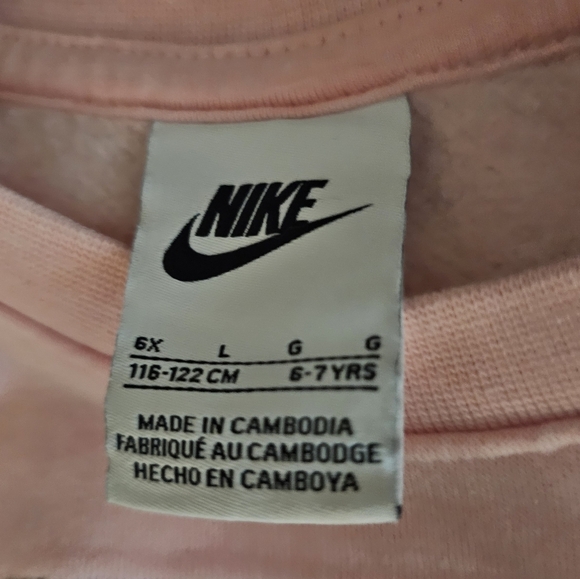 NIKE
6X L G G
116-122 CM 6-7 YRS
MADE IN CAMBODIA
FABRIQUÉ AU CAMBODGE
HECHO EN CAMBOYA